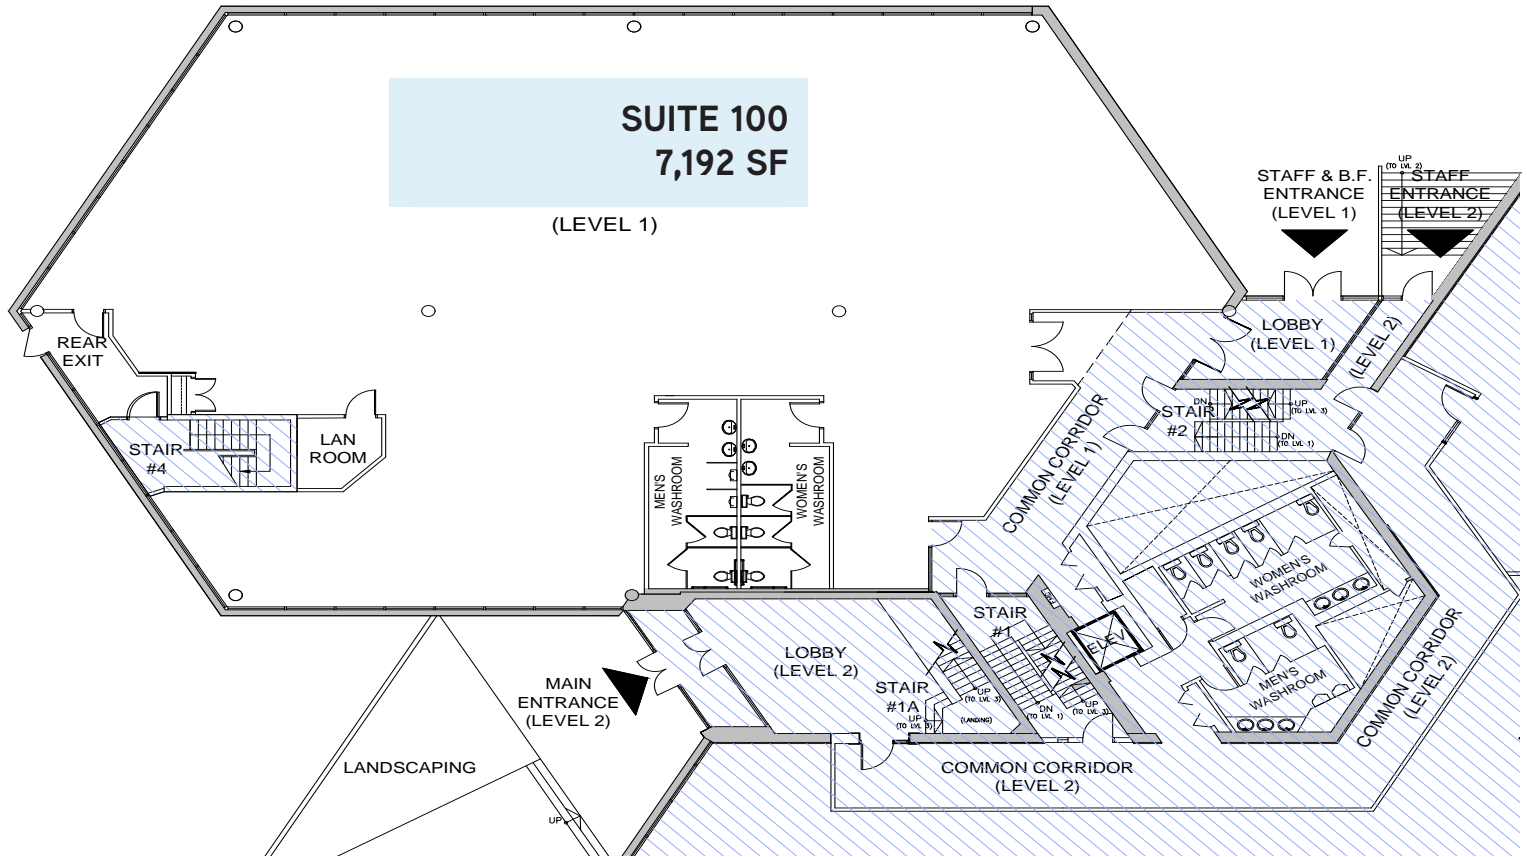 SUITE 100
7,192 SF
(LEVEL 1)
UP
(TO LVL 2)
STAFF & B.F.
ENTRANCE
(LEVEL 1)
STAFF
ENTRANCE
(LEVEL 2)
LOBBY
(LEVEL 1)
(LEVEL 2)
REAR
EXIT
STAIR
#4
LAN
ROOM
MEN'S
WASHROOM
WOMEN'S
WASHROOM
COMMON CORRIDOR
(LEVEL 1)
DN
STAIR
#2
UP
(TO LVL 3)
DN
(TO LVL 1)
WOMEN'S
WASHROOM
MEN'S
WASHROOM
COMMON CORRIDOR
(LEVEL 2)
STAIR
#1
ELEV
LOBBY
(LEVEL 2)
STAIR
#1A
UP
(TO LVL 3)
UP
(TO LVL 3)
(LANDING)
DN
(TO LVL 1)
UP
(TO LVL 3)
MAIN
ENTRANCE
(LEVEL 2)
LANDSCAPING
UP
COMMON CORRIDOR
(LEVEL 2)